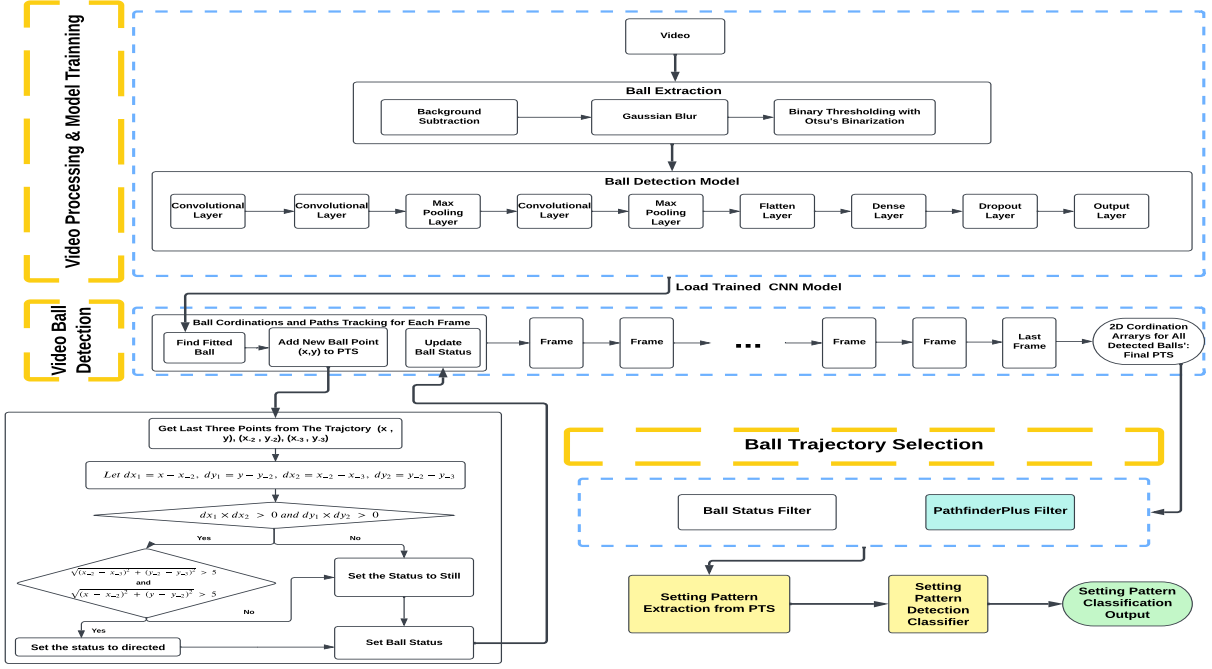 Video Processing & Model Trainning
Video
Ball Extraction
Background
Subtraction
Gaussian Blur
Binary Thresholding with
Otsu's Binarization
Ball Detection Model
Convolutional
Layer
Convolutional
Layer
Max
Pooling
Layer
Convolutional
Layer
Max
Pooling
Layer
Flatten
Layer
Dense
Layer
Dropout
Layer
Output
Layer
Load Trained CNN Model
Video Ball
Detection
Ball Cordinations and Paths Tracking for Each Frame
Find Fitted
Ball
Add New Ball Point
(x,y) to PTS
Update
Ball Status
Frame
Frame
...
Frame
Frame
Last
Frame
2D Cordination
Arrarys for All
Detected Balls':
Final PTS
Get Last Three Points from The Trajctory (x ,
y), (x₋₂ , y₋₂), (x₋₃ , y₋₃)
Let dx₁ = x − x₋₂, dy₁ = y − y₋₂, dx₂ = x₋₂ − x₋₃, dy₂ = y₋₂ − y₋₃
dx₁ × dx₂ > 0 and dy₁ × dy₂ > 0
Yes
No
√(x₋₂ − x₋₃)² + (y₋₂ − y₋₃)² > 5
and
√(x − x₋₂)² + (y − y₋₂)² > 5
Set the Status to Still
No
Yes
Set the status to directed
Set Ball Status
Ball Trajectory Selection
Ball Status Filter
PathfinderPlus Filter
Setting Pattern
Extraction from PTS
Setting
Pattern
Detection
Classifier
Setting Pattern
Classification
Output